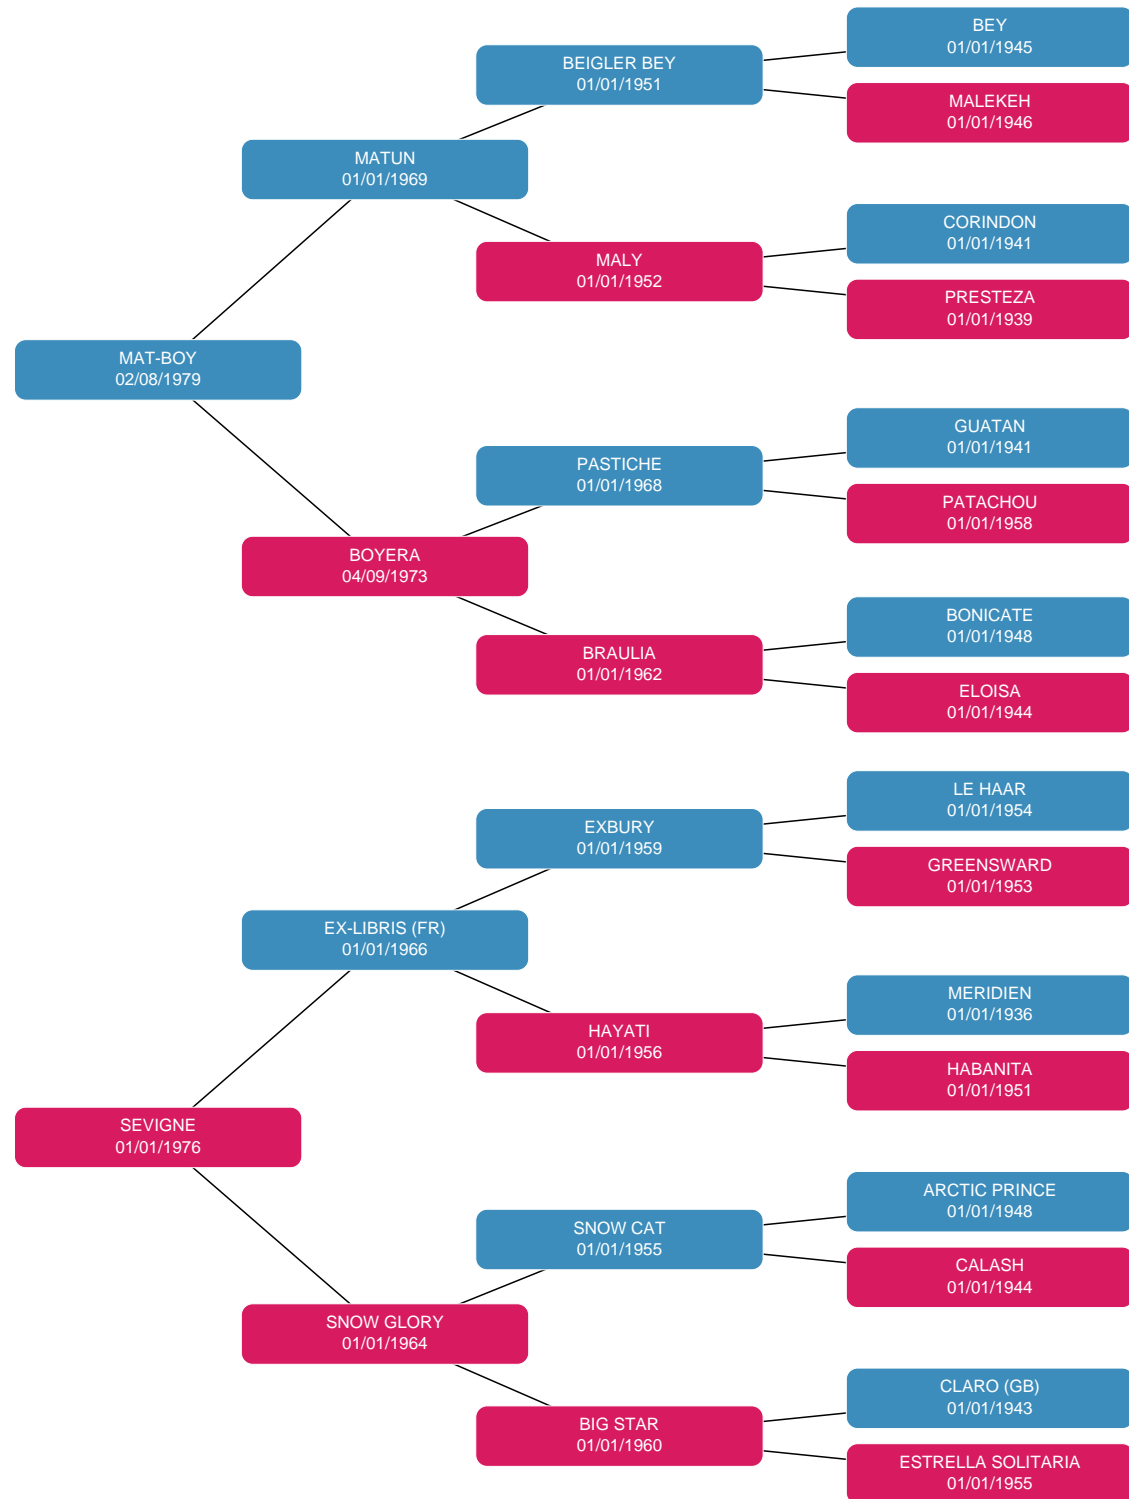 BEY
01/01/1945
BEIGLER BEY
01/01/1951
MALEKEH
01/01/1946
MATUN
01/01/1969
CORINDON
01/01/1941
MALY
01/01/1952
PRESTEZA
01/01/1939
MAT-BOY
02/08/1979
GUATAN
01/01/1941
PASTICHE
01/01/1968
PATACHOU
01/01/1958
BOYERA
04/09/1973
BONICATE
01/01/1948
BRAULIA
01/01/1962
ELOISA
01/01/1944
LE HAAR
01/01/1954
EXBURY
01/01/1959
GREENSWARD
01/01/1953
EX-LIBRIS (FR)
01/01/1966
MERIDIEN
01/01/1936
HAYATI
01/01/1956
HABANITA
01/01/1951
SEVIGNE
01/01/1976
ARCTIC PRINCE
01/01/1948
SNOW CAT
01/01/1955
CALASH
01/01/1944
SNOW GLORY
01/01/1964
CLARO (GB)
01/01/1943
BIG STAR
01/01/1960
ESTRELLA SOLITARIA
01/01/1955